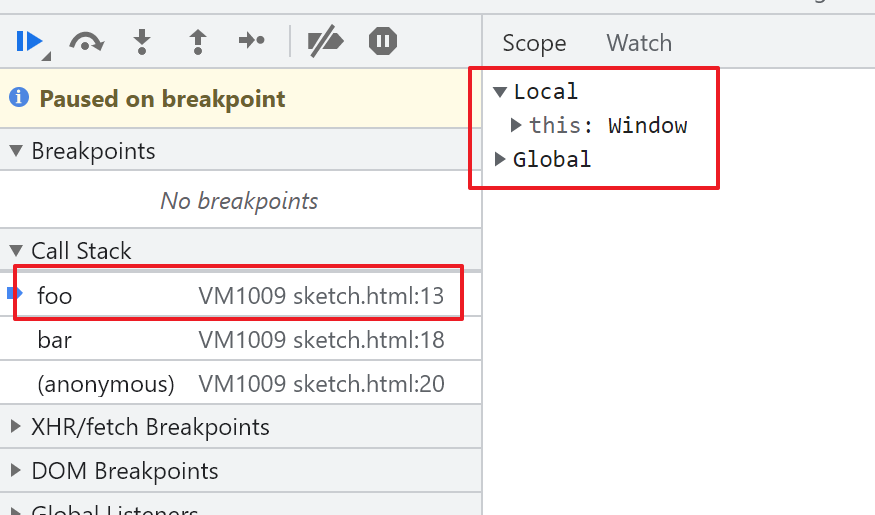 Paused on breakpoint
Breakpoints
No breakpoints
Call Stack
foo VM1009 sketch.html:13
bar VM1009 sketch.html:18
(anonymous) VM1009 sketch.html:20
XHR/fetch Breakpoints
DOM Breakpoints
Global Listeners
Scope Watch
Local
this: Window
Global